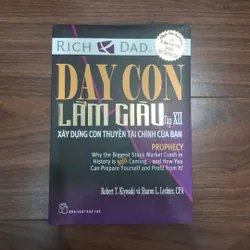 RICH DAD™
DẠY CON
LÀM GIÀU Tập XII
XÂY DỰNG CON THUYỀN TÀI CHÍNH CỦA BẠN
PROPHECY
Why the Biggest Stock Market Crash in
History Is Still Coming... and How You
Can Prepare Yourself and Profit from It!
Robert T. Kiyosaki và Sharon L. Lechter, CPA
NHÀ XUẤT BẢN TRẺ